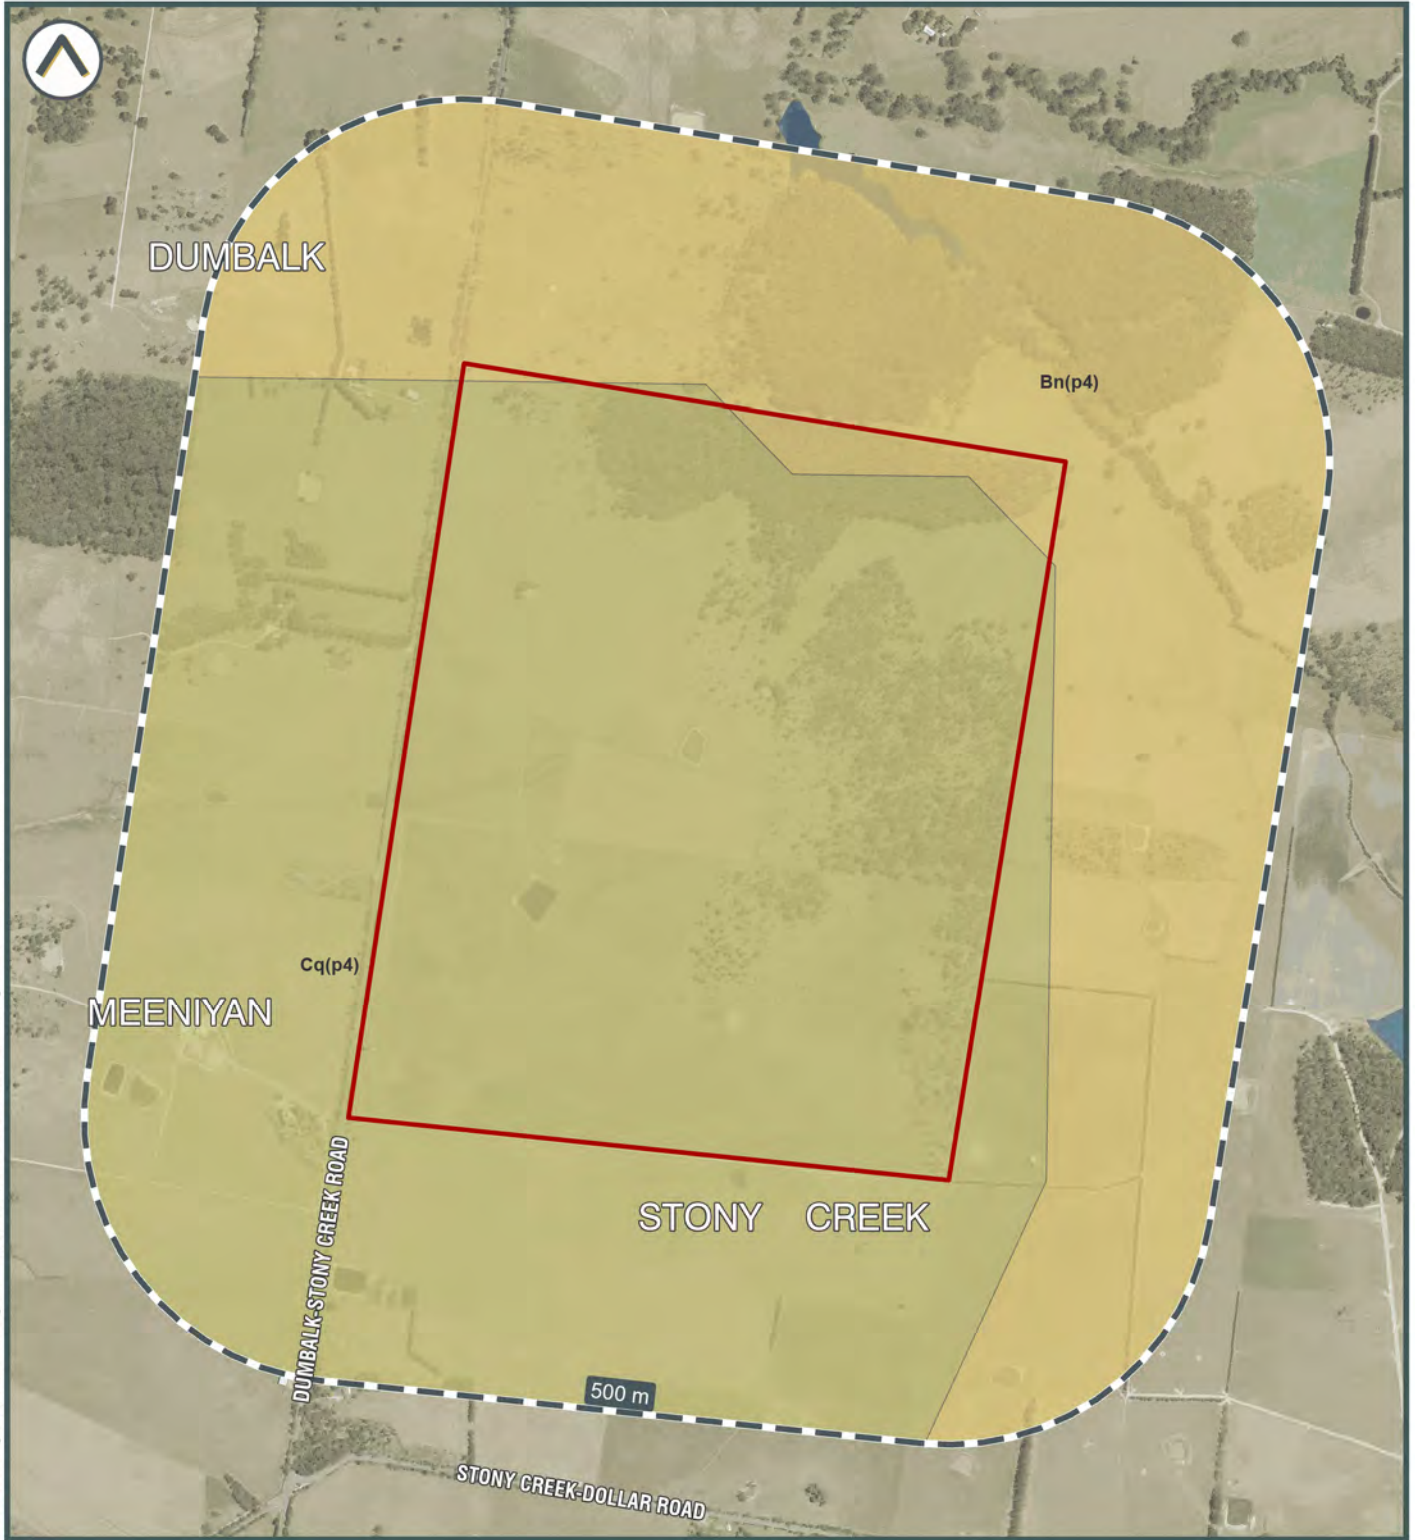 DUMBALK
Bn(p4)
Cq(p4)
MEENIYAN
DUMBALK-STONY CREEK ROAD
STONY CREEK
500 m
STONY CREEK-DOLLAR ROAD